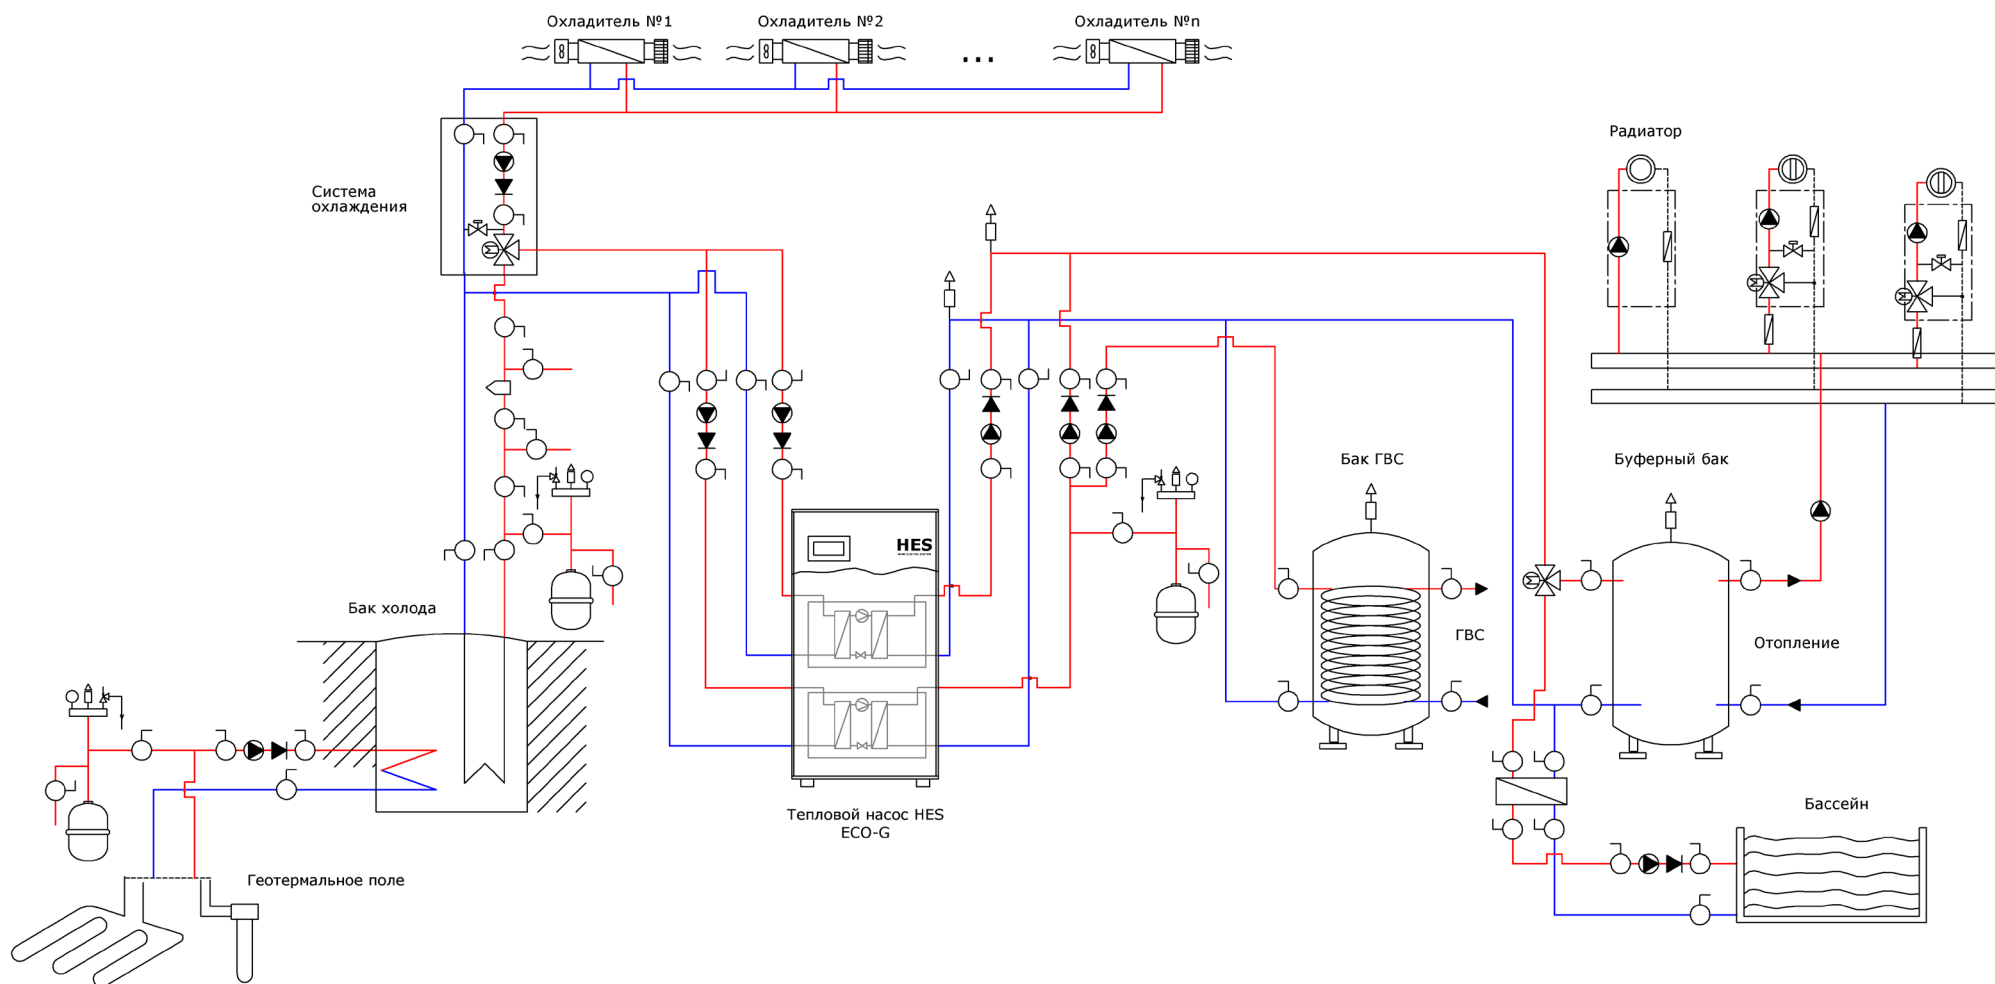 Охладитель №1
Охладитель №2
...
Охладитель №n
Радиатор
Система
охлаждения
Бак ГВС
Буферный бак
HES
Бак холода
ГВС
Отопление
Тепловой насос HES
ECO-G
Бассейн
Геотермальное поле